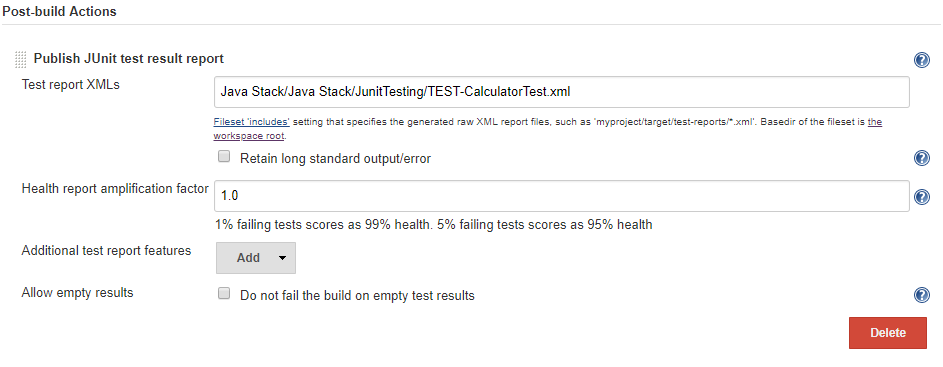 Post-build Actions
Publish JUnit test result report
?
Test report XMLs
Java Stack/Java Stack/JunitTesting/TEST-CalculatorTest.xml
Fileset 'includes' setting that specifies the generated raw XML report files, such as 'myproject/target/test-reports/*.xml'. Basedir of the fileset is the
workspace root.
Retain long standard output/error
?
Health report amplification factor
1.0
?
1% failing tests scores as 99% health. 5% failing tests scores as 95% health
Additional test report features
Add
Allow empty results
Do not fail the build on empty test results
?
Delete